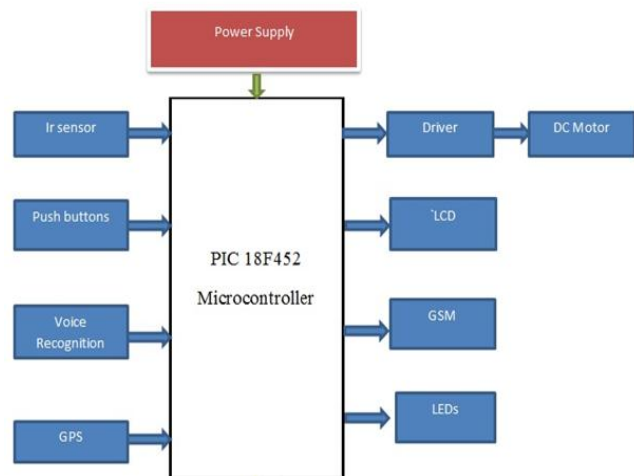 Power Supply
Ir sensor
Push buttons
Voice
Recognition
GPS
PIC 18F452
Microcontroller
Driver
DC Motor
`LCD
GSM
LEDs